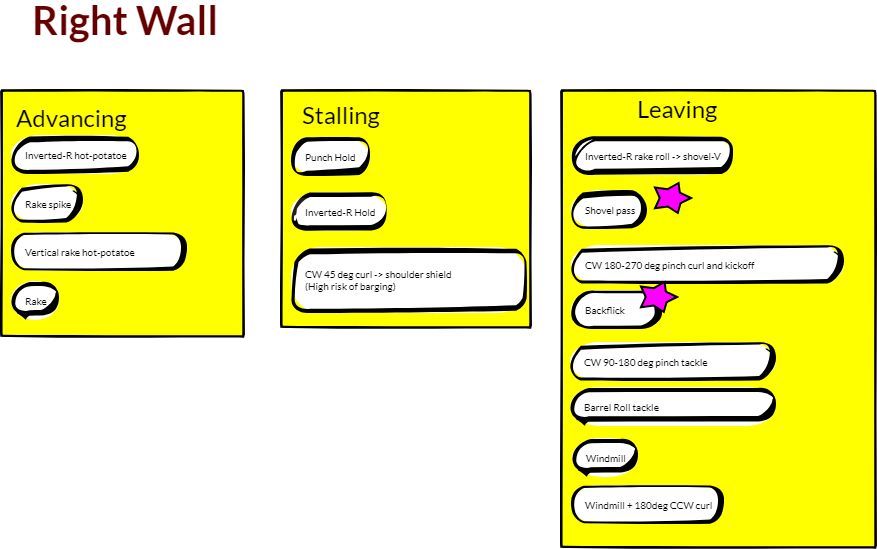 Right Wall
Advancing
Inverted-R hot-potatoe
Rake spike
Vertical rake hot-potatoe
Rake
Stalling
Punch Hold
Inverted-R Hold
CW 45 deg curl -> shoulder shield
(High risk of barging)
Leaving
Inverted-R rake roll -> shovel-V
Shovel pass
CW 180-270 deg pinch curl and kickoff
Backflick
CW 90-180 deg pinch tackle
Barrel Roll tackle
Windmill
Windmill + 180deg CCW curl